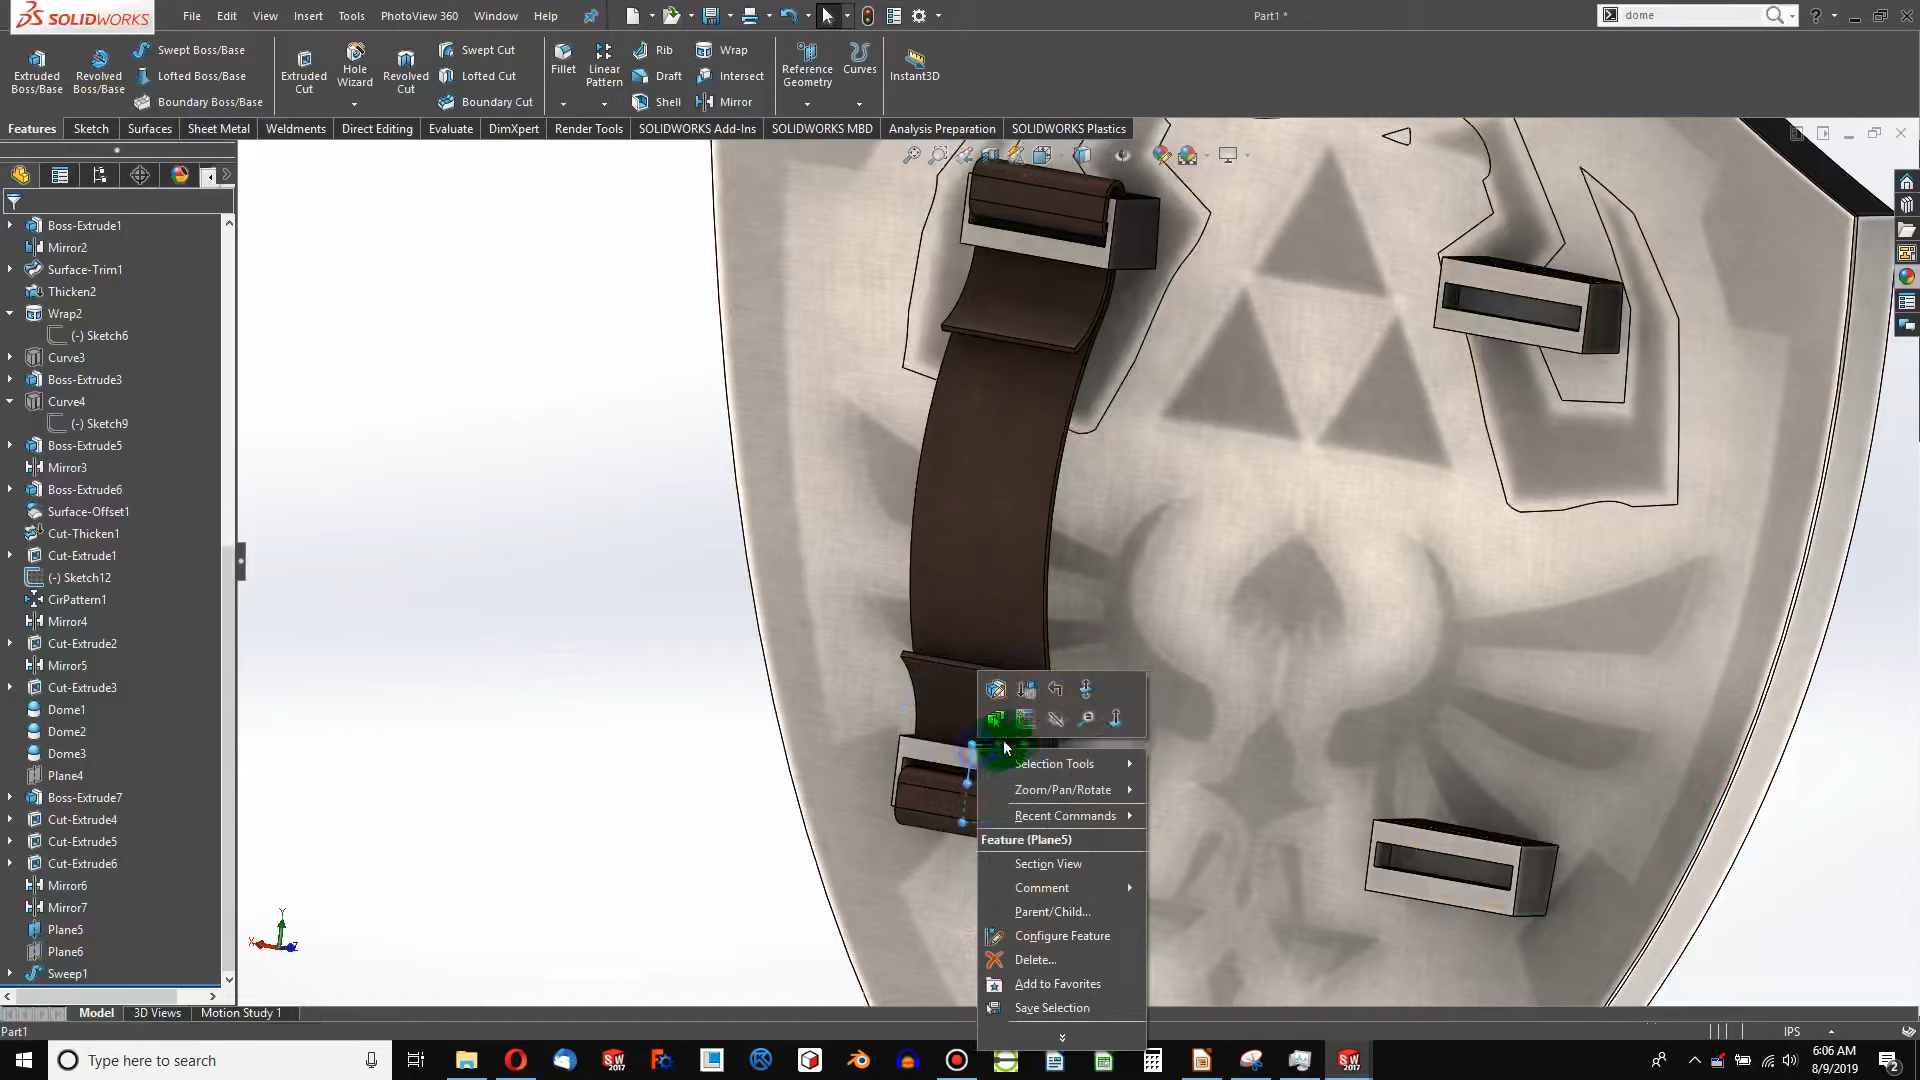 SOLIDWORKS
File Edit View Insert Tools PhotoView 360 Window Help
Part1 *
dome
Extruded Boss/Base
Revolved Boss/Base
Swept Boss/Base
Lofted Boss/Base
Boundary Boss/Base
Extruded Cut
Hole Wizard
Revolved Cut
Swept Cut
Lofted Cut
Boundary Cut
Fillet
Linear Pattern
Rib
Draft
Shell
Wrap
Intersect
Mirror
Reference Geometry
Curves
Instant3D
Features Sketch Surfaces Sheet Metal Weldments Direct Editing Evaluate DimXpert Render Tools SOLIDWORKS Add-Ins SOLIDWORKS MBD Analysis Preparation SOLIDWORKS Plastics
Boss-Extrude1
Mirror2
Surface-Trim1
Thicken2
Wrap2
(-) Sketch6
Curve3
Boss-Extrude3
Curve4
(-) Sketch9
Boss-Extrude5
Mirror3
Boss-Extrude6
Surface-Offset1
Cut-Thicken1
Cut-Extrude1
(-) Sketch12
CirPattern1
Mirror4
Cut-Extrude2
Mirror5
Cut-Extrude3
Dome1
Dome2
Dome3
Plane4
Boss-Extrude7
Cut-Extrude4
Cut-Extrude5
Cut-Extrude6
Mirror6
Mirror7
Plane5
Plane6
Sweep1
Selection Tools
Zoom/Pan/Rotate
Recent Commands
Feature (Plane5)
Section View
Comment
Parent/Child...
Configure Feature
Delete...
Add to Favorites
Save Selection
Y
X
Z
Model 3D Views Motion Study 1
Part1
IPS
Type here to search
SW 2017
SW 2017
6:06 AM
8/9/2019
2